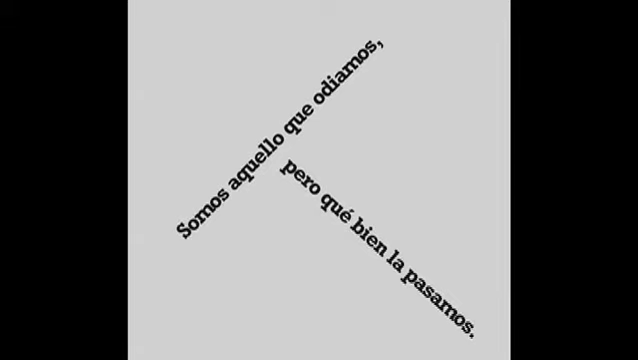 Somos aquello que odiamos,
pero qué bien la pasamos.